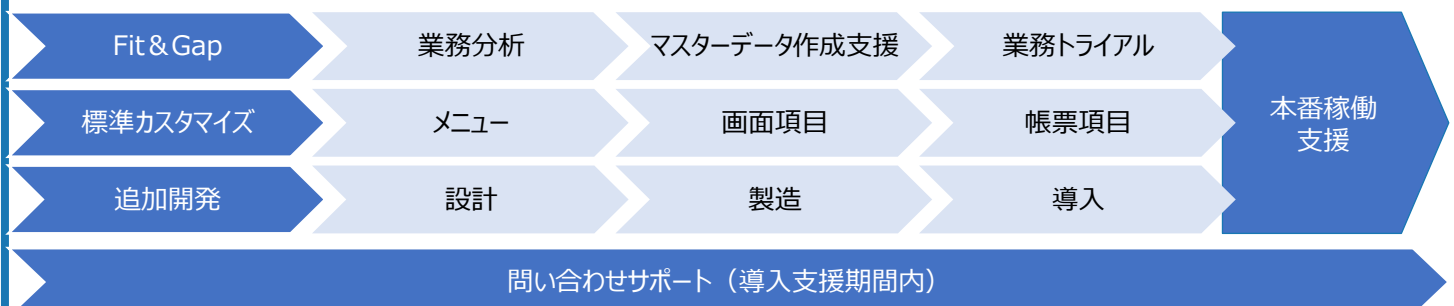 Fit＆Gap
業務分析
マスターデータ作成支援
業務トライアル
標準カスタマイズ
メニュー
画面項目
帳票項目
本番稼働
支援
追加開発
設計
製造
導入
問い合わせサポート（導入支援期間内）